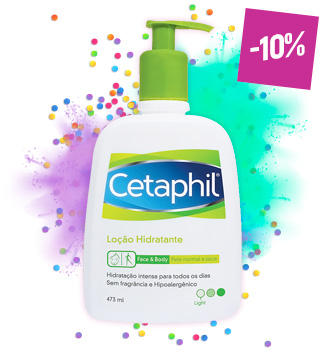 -10%
Cetaphil®
Loção Hidratante
Face & Body Pele normal a seca
Hidratação intensa para todos os dias
Sem fragrância e Hipoalergênico
473 ml
Light